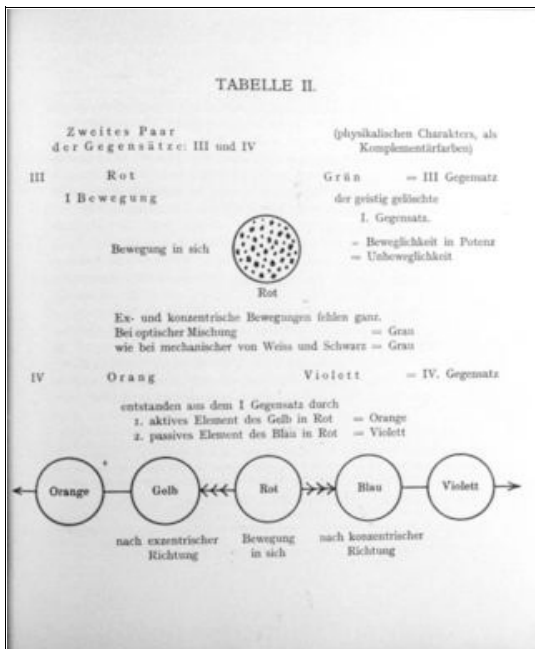 TABELLE II.
Zweites Paar
der Gegensätze: III und IV
(physikalischen Charakters, als
Komplementärfarben)
III Rot Grün = III Gegensatz
I Bewegung
der geistig gelöschte
I. Gegensatz.
Bewegung in sich
= Beweglichkeit in Potenz
= Unbeweglichkeit
Rot
Ex- und konzentrische Bewegungen fehlen ganz.
Bei optischer Mischung = Grau
wie bei mechanischer von Weiss und Schwarz = Grau
IV Orang Violett = IV. Gegensatz
entstanden aus dem I Gegensatz durch
1. aktives Element des Gelb in Rot = Orange
2. passives Element des Blau in Rot = Violett
Orange Gelb Rot Blau Violett
nach exzentrischer Bewegung nach konzentrischer
Richtung in sich Richtung